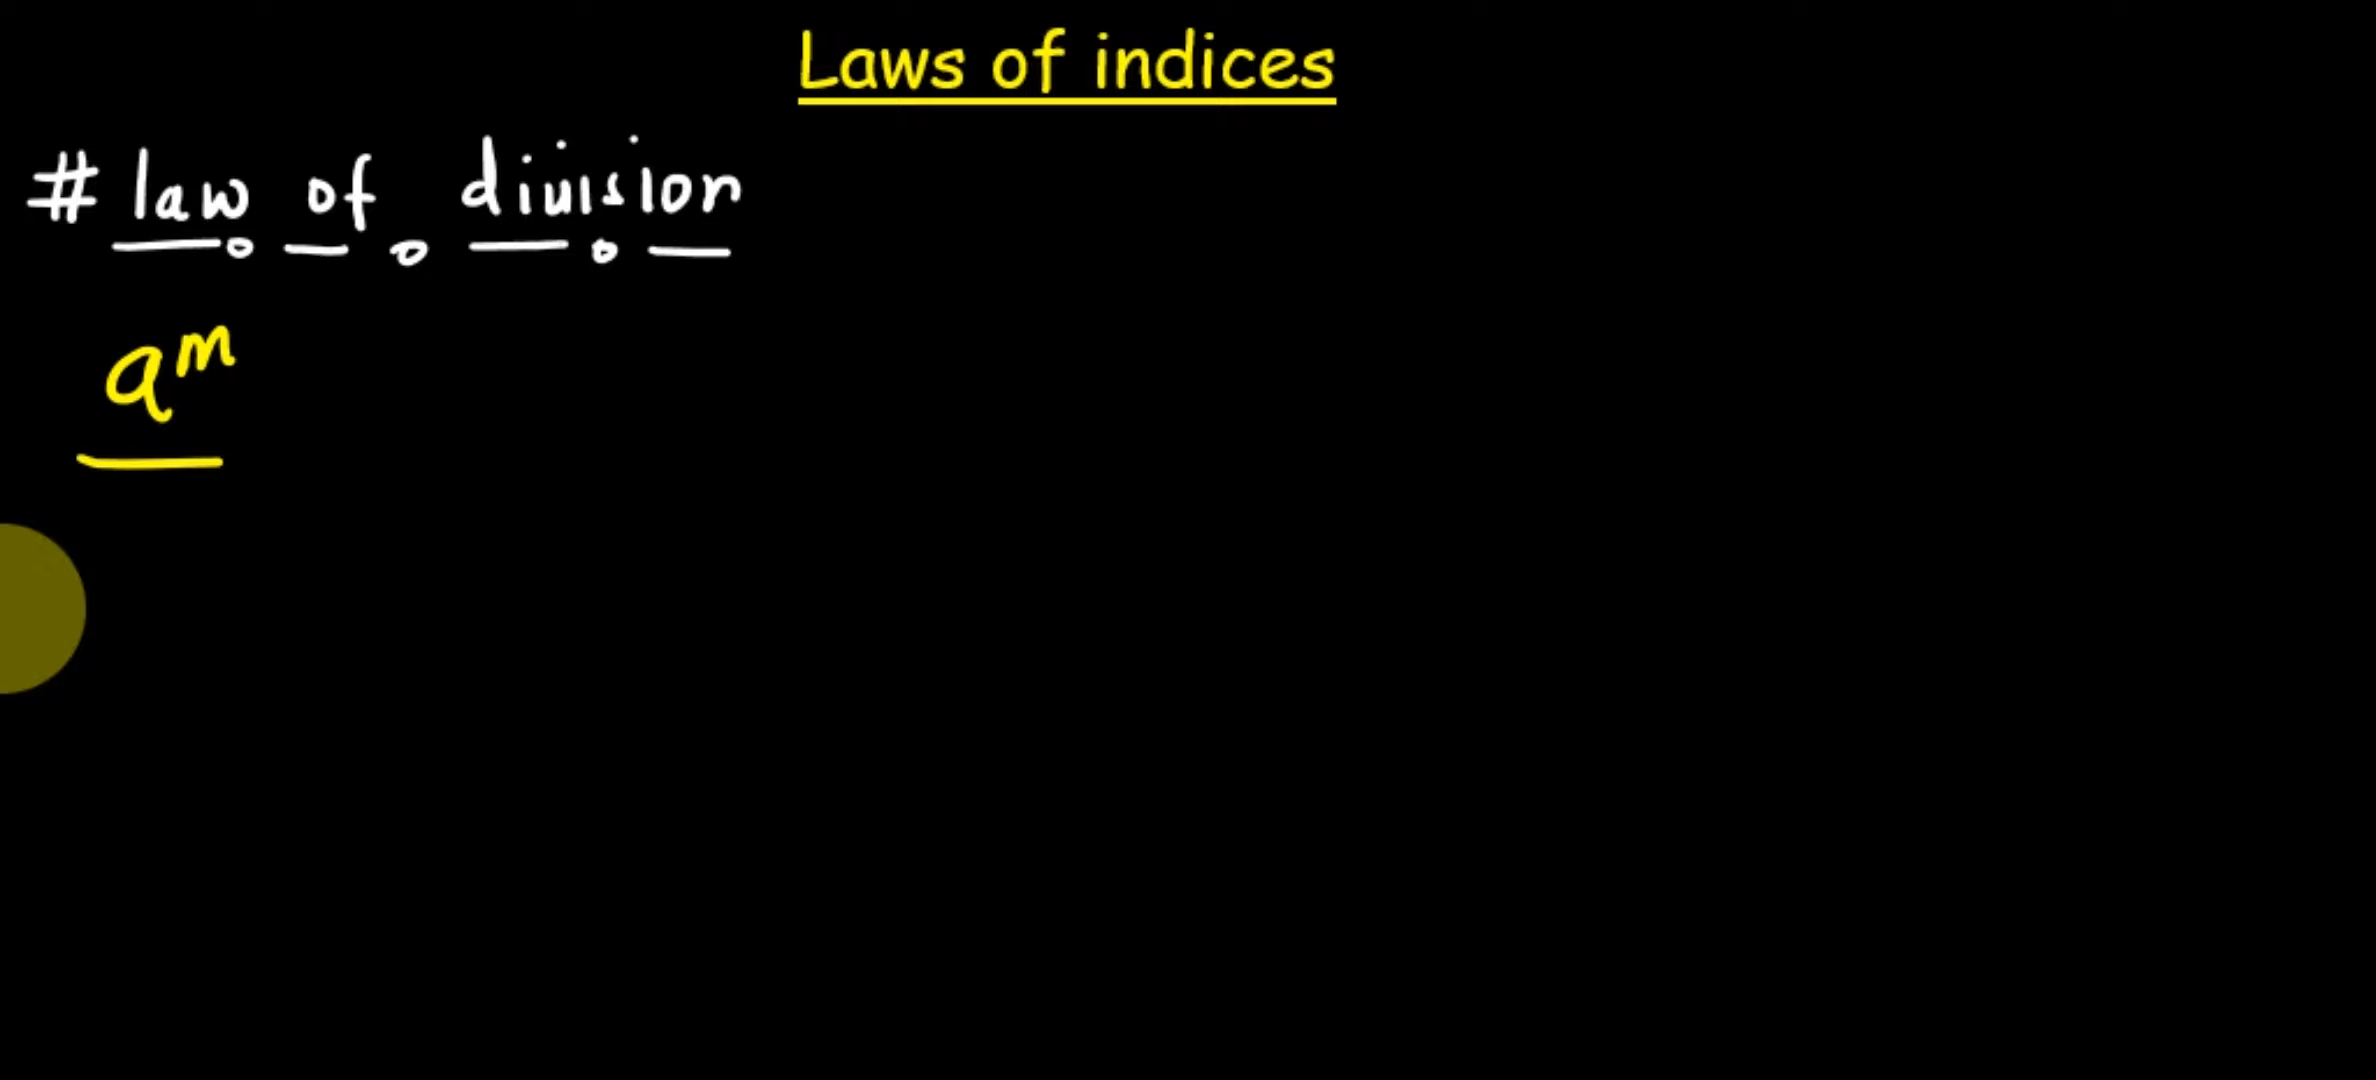 Laws of indices
# law of division
a^m